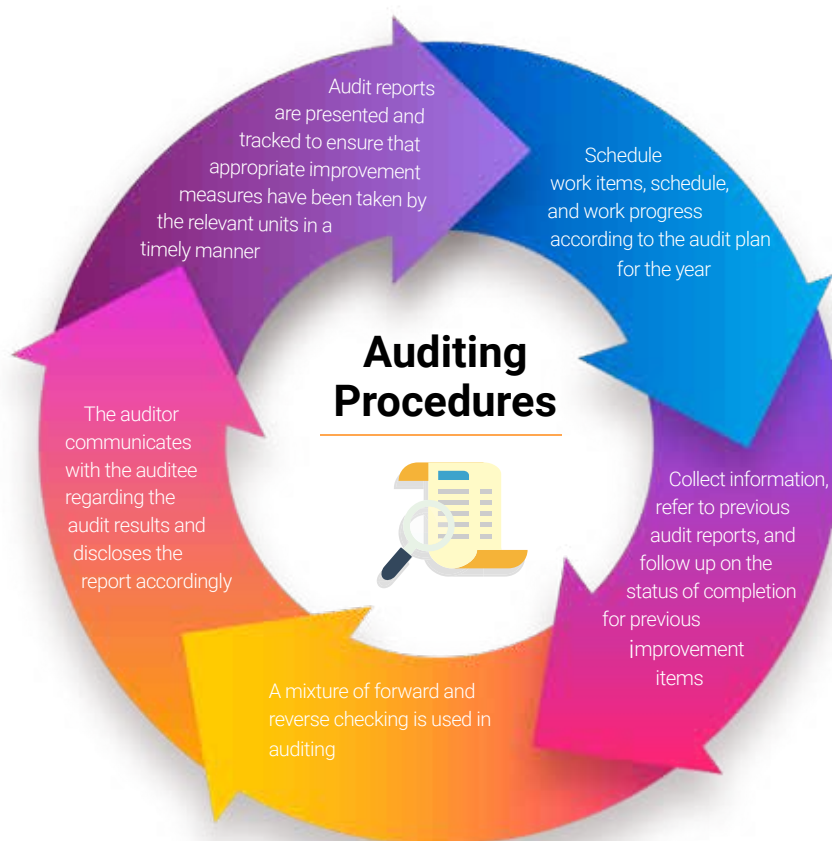 Auditing
Procedures
Schedule
work items, schedule,
and work progress
according to the audit plan
for the year
Collect information,
refer to previous
audit reports, and
follow up on the
status of completion
for previous
improvement
items
A mixture of forward and
reverse checking is used in
auditing
The auditor
communicates
with the auditee
regarding the
audit results and
discloses the
report accordingly
Audit reports
are presented and
tracked to ensure that
appropriate improvement
measures have been taken by
the relevant units in a
timely manner